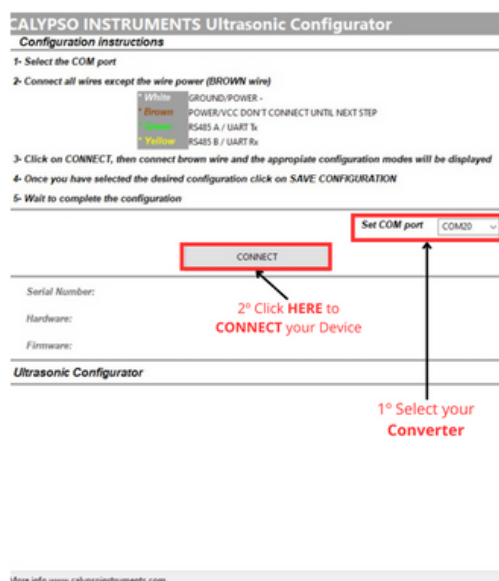 CALYPSO INSTRUMENTS Ultrasonic Configurator
Configuration instructions
1- Select the COM port
2- Connect all wires except the wire power (BROWN wire)
* White GROUND/POWER -
* Brown POWER/VCC DON'T CONNECT UNTIL NEXT STEP
* Green RS485 A / UART Tx
* Yellow RS485 B / UART Rx
3- Click on CONNECT, then connect brown wire and the appropiate configuration modes will be displayed
4- Once you have selected the desired configuration click on SAVE CONFIGURATION
5- Wait to complete the configuration
Set COM port COM20
CONNECT
Serial Number:
2º Click HERE to
CONNECT your Device
Hardware:
Firmware:
Ultrasonic Configurator
1º Select your
Converter
More info www.calypsoinstruments.com